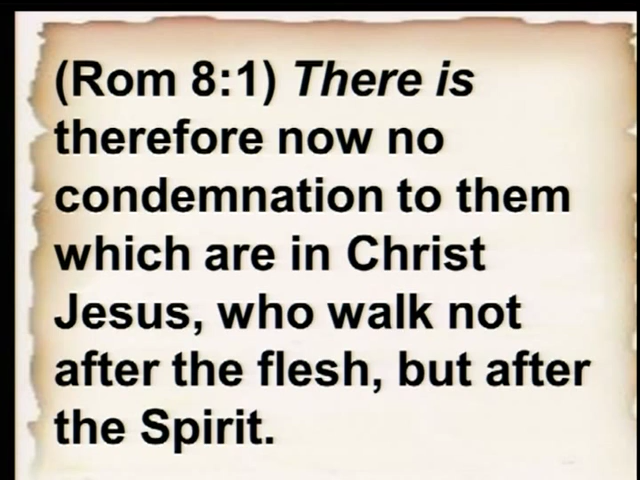 (Rom 8:1) There is
therefore now no
condemnation to them
which are in Christ
Jesus, who walk not
after the flesh, but after
the Spirit.